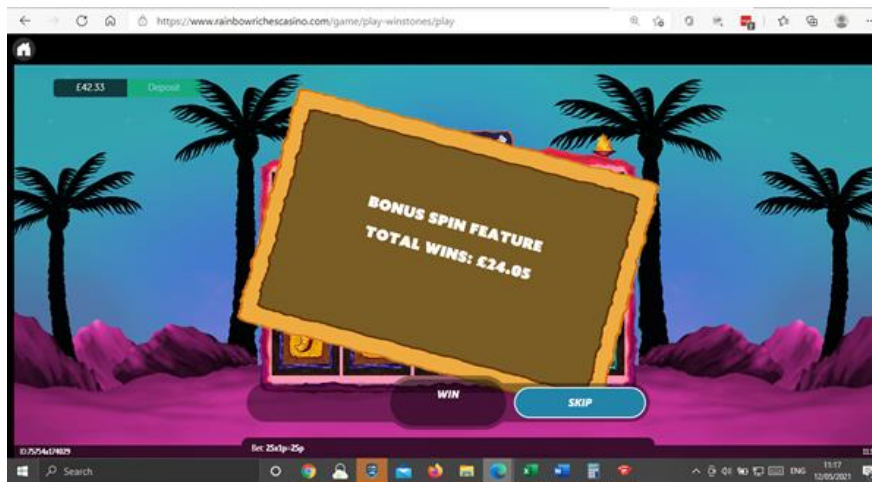 https://www.rainbowrichescasino.com/game/play-winstones/play
£42.33 Deposit
BONUS SPIN FEATURE
TOTAL WINS: £24.05
WIN
SKIP
Bet: 25x1p=25p
Search
ENG
11:17
12/05/2021